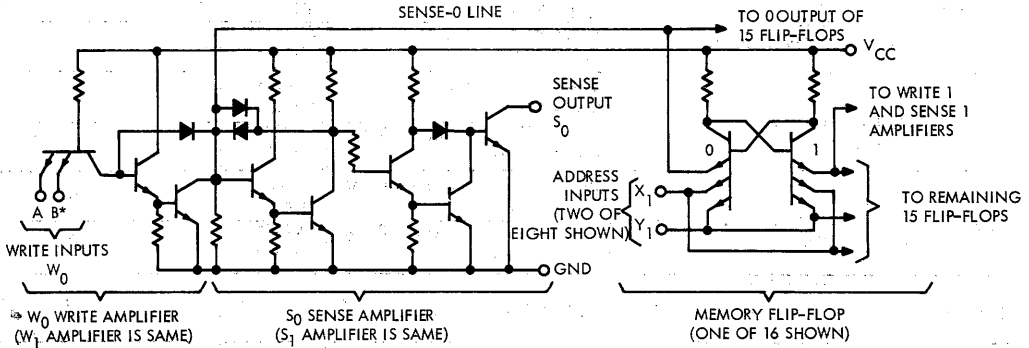 SENSE-0 LINE
TO 0 OUTPUT OF
15 FLIP-FLOPS
VCC
SENSE
OUTPUT
S0
TO WRITE 1
AND SENSE 1
AMPLIFIERS
0
1
ADDRESS
INPUTS
(TWO OF
EIGHT SHOWN)
X1
Y1
TO REMAINING
15 FLIP-FLOPS
A B*
WRITE INPUTS
W0
GND
* W0 WRITE AMPLIFIER
(W1 AMPLIFIER IS SAME)
S0 SENSE AMPLIFIER
(S1 AMPLIFIER IS SAME)
MEMORY FLIP-FLOP
(ONE OF 16 SHOWN)